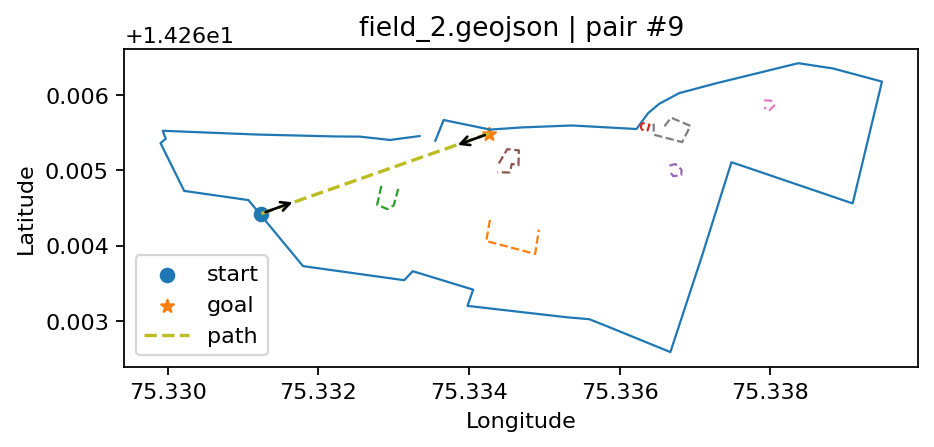 field_2.geojson | pair #9
+1.426e1
0.006
0.005
0.004
0.003
Latitude
start
goal
path
75.330
75.332
75.334
75.336
75.338
Longitude